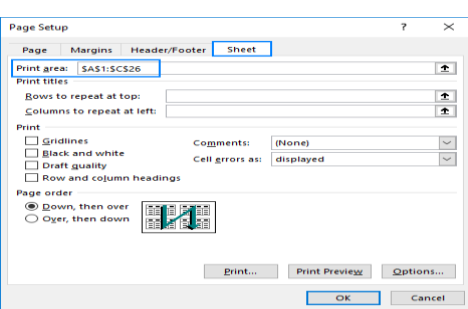 Page Setup ? ×
Page Margins Header/Footer Sheet
Print area: $A$1:$C$26
Print titles
Rows to repeat at top:
Columns to repeat at left:
Print
Gridlines Comments: (None)
Black and white Cell errors as: displayed
Draft quality
Row and column headings
Page order
Down, then over
Over, then down
Print... Print Preview Options...
OK Cancel